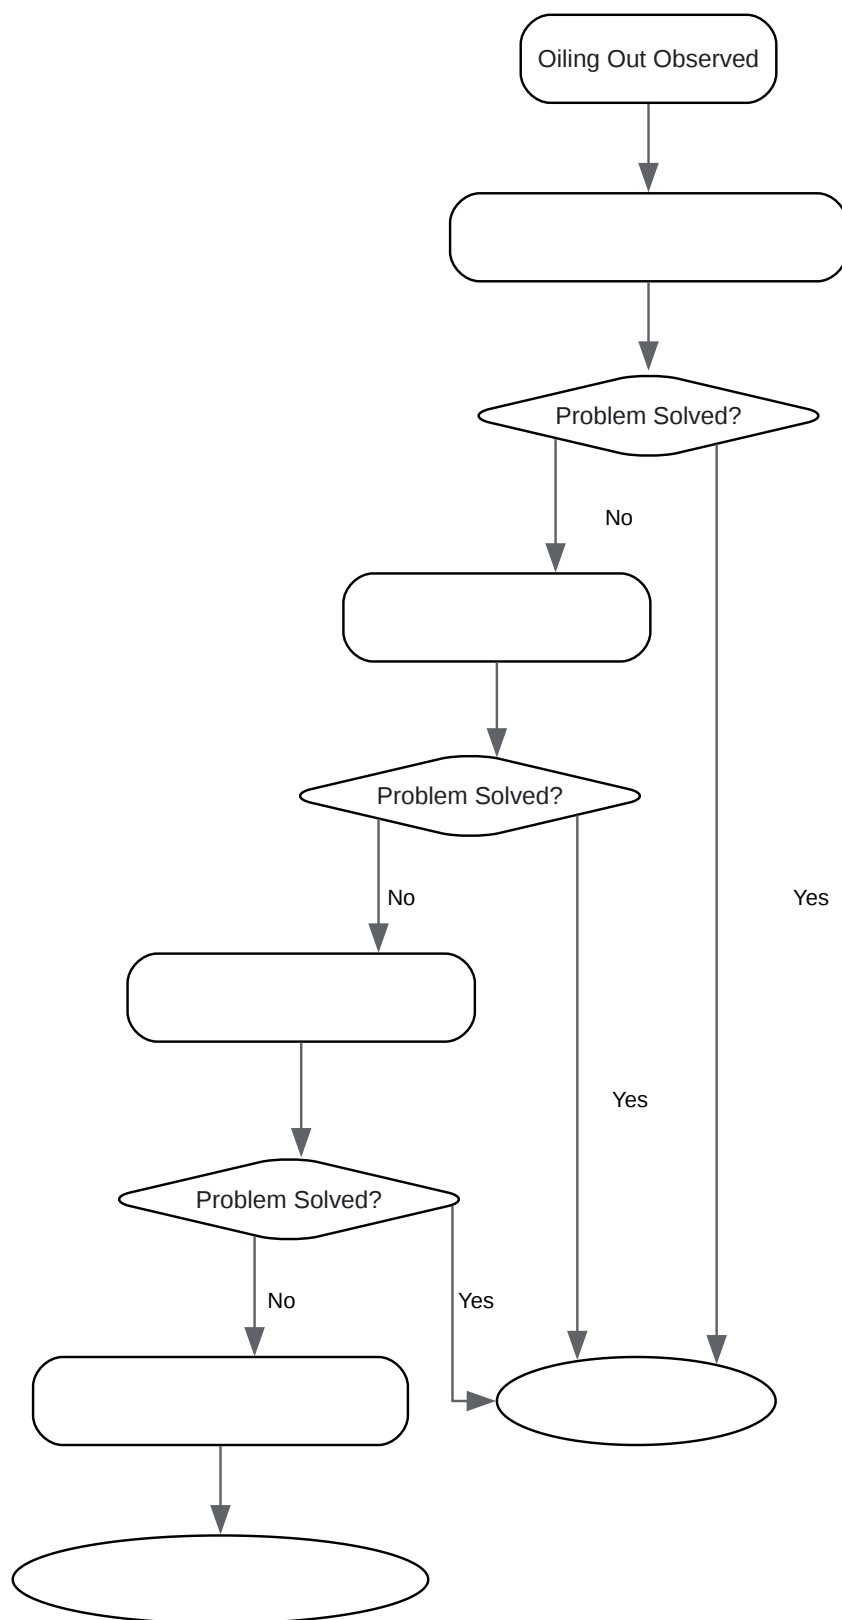 Oiling Out Observed
Problem Solved?
No
Problem Solved?
No
Yes
Yes
Problem Solved?
No
Yes